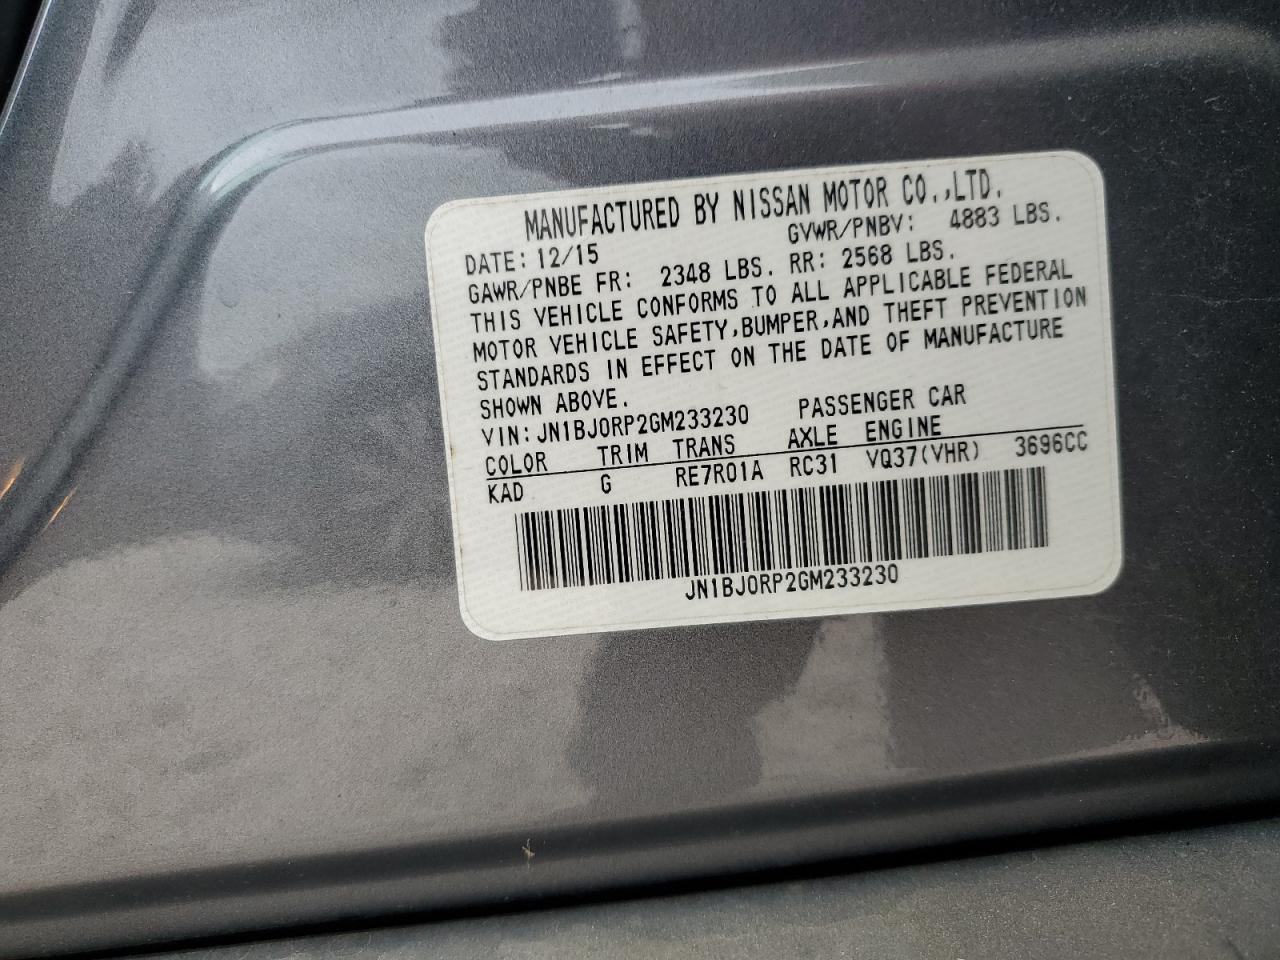 MANUFACTURED BY NISSAN MOTOR CO.,LTD.
DATE: 12/15 GVWR/PNBV: 4883 LBS.
GAWR/PNBE FR: 2348 LBS. RR: 2568 LBS.
THIS VEHICLE CONFORMS TO ALL APPLICABLE FEDERAL
MOTOR VEHICLE SAFETY,BUMPER,AND THEFT PREVENTION
STANDARDS IN EFFECT ON THE DATE OF MANUFACTURE
SHOWN ABOVE.
VIN: JN1BJ0RP2GM233230 PASSENGER CAR
COLOR TRIM TRANS AXLE ENGINE
KAD G RE7R01A RC31 VQ37(VHR) 3696CC
JN1BJ0RP2GM233230